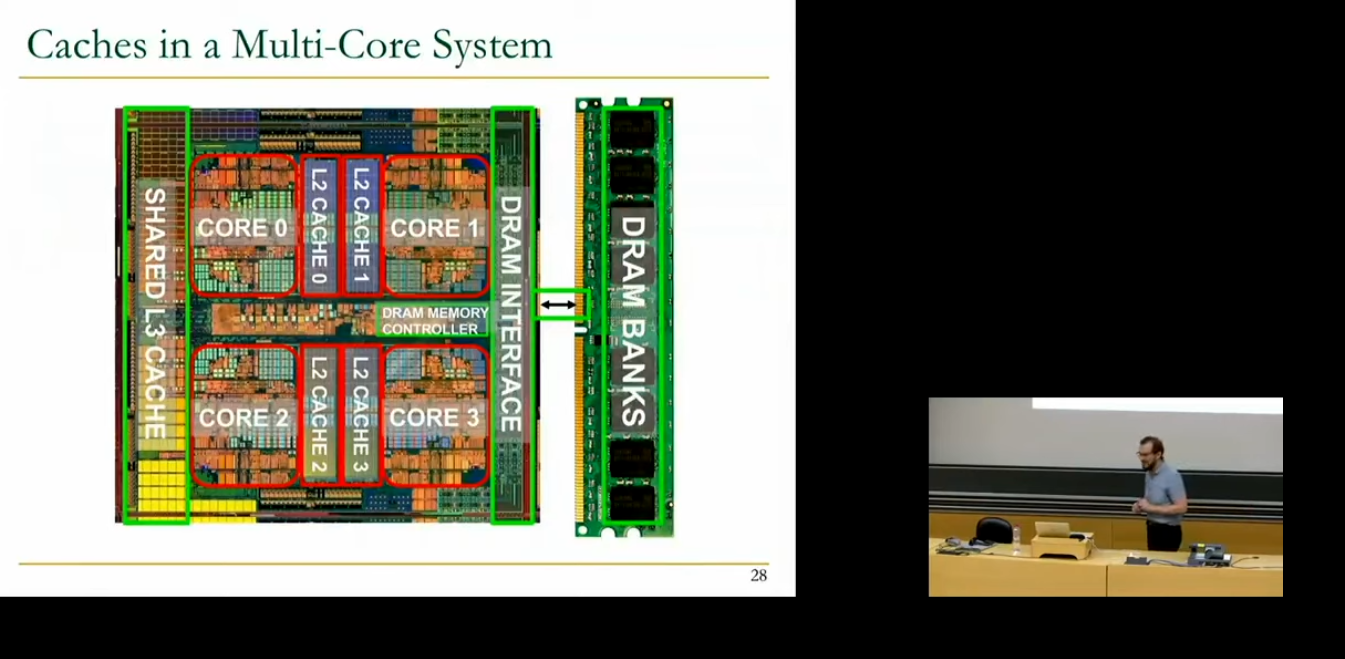 Caches in a Multi-Core System
SHARED L3 CACHE
CORE 0
L2 CACHE 0
L2 CACHE 1
CORE 1
DRAM INTERFACE
DRAM BANKS
DRAM MEMORY
CONTROLLER
CORE 2
L2 CACHE 2
L2 CACHE 3
CORE 3
28